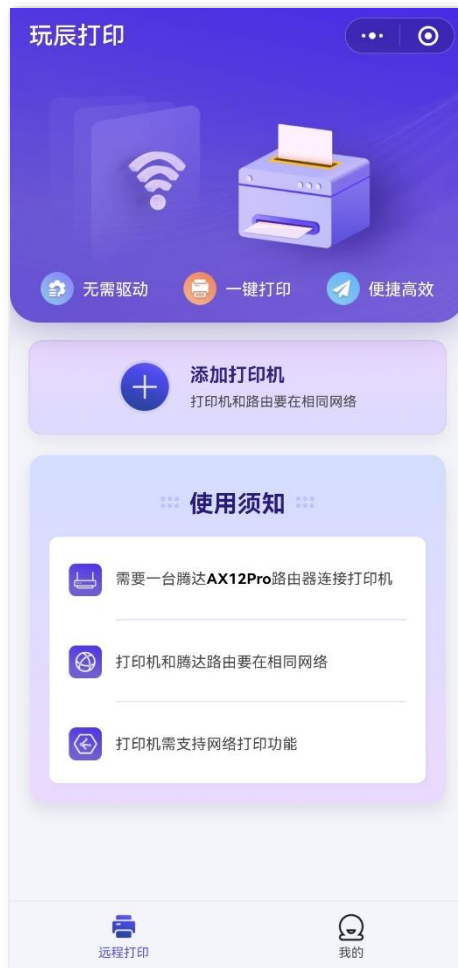 玩辰打印
无需驱动
一键打印
便捷高效
添加打印机
打印机和路由要在相同网络
使用须知
需要一台腾达AX12Pro路由器连接打印机
打印机和腾达路由要在相同网络
打印机需支持网络打印功能
远程打印
我的